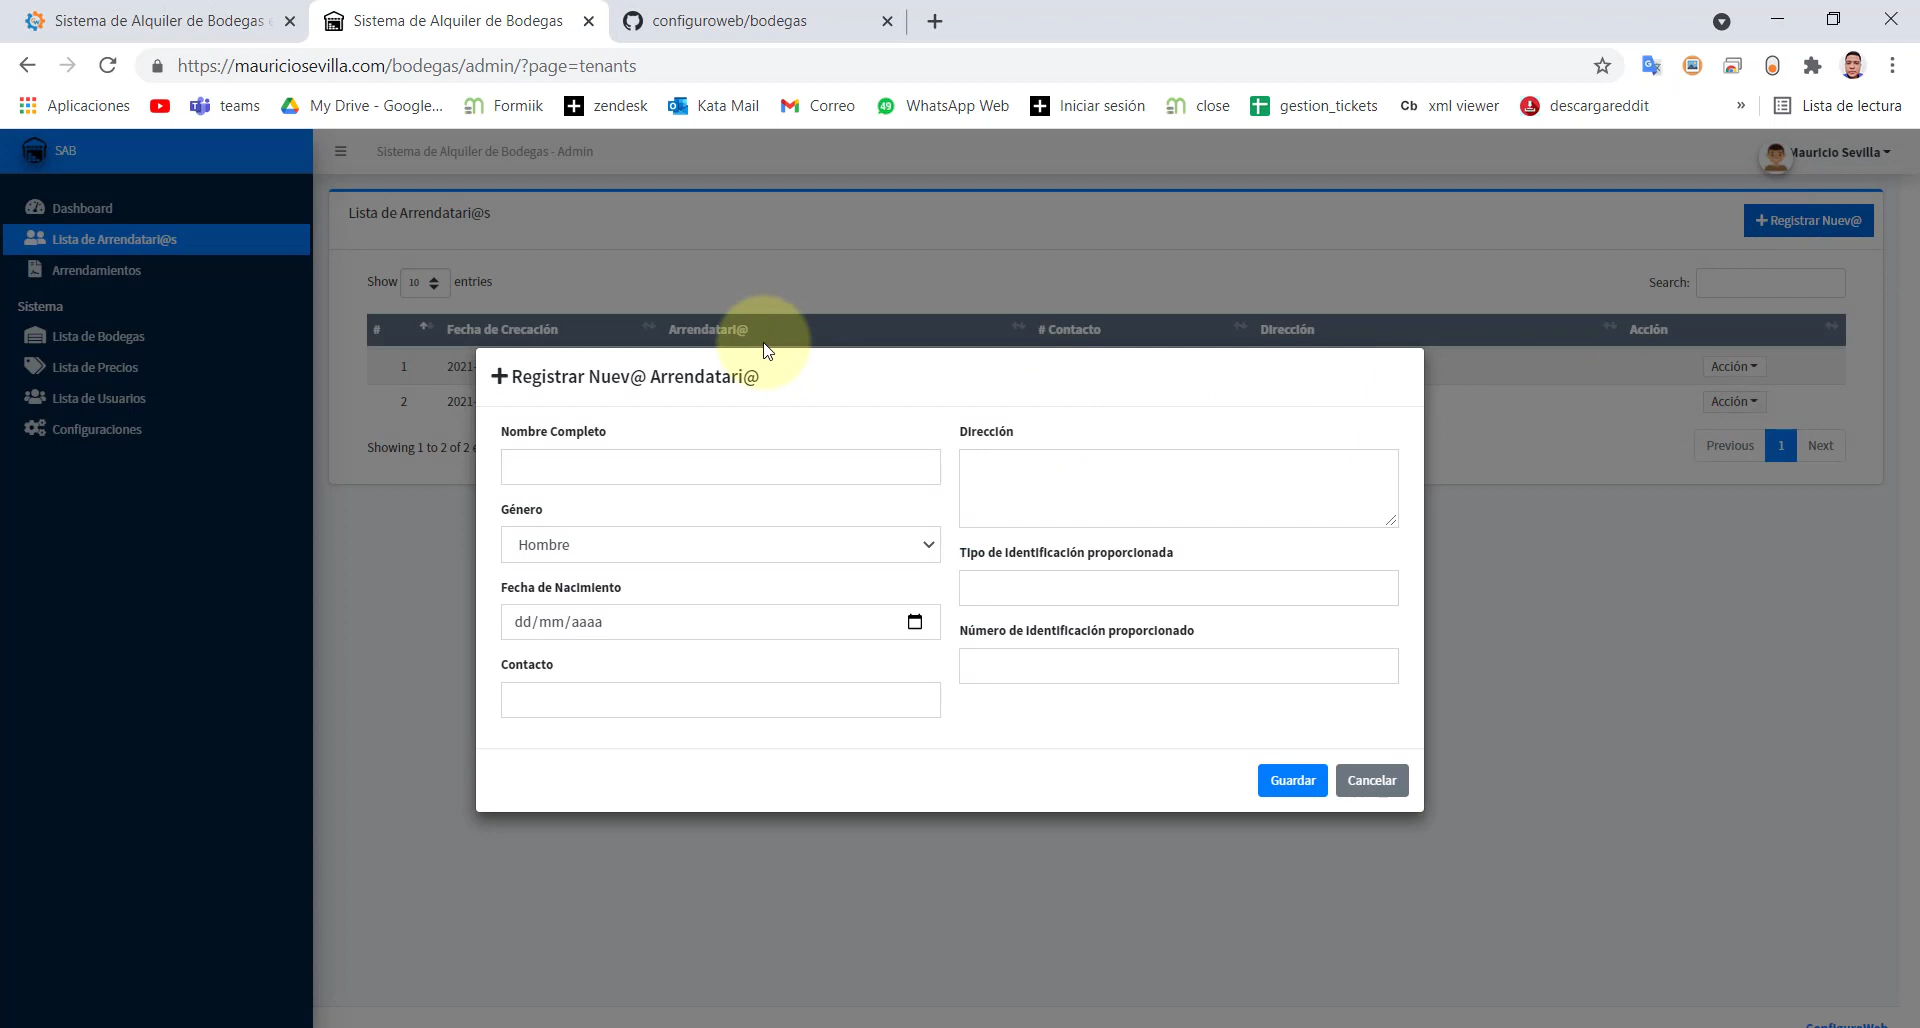 Sistema de Alquiler de Bodegas
Sistema de Alquiler de Bodegas
configuroweb/bodegas
https://mauriciosevilla.com/bodegas/admin/?page=tenants
Aplicaciones
teams
My Drive - Google...
Formiik
zendesk
Kata Mail
Correo
WhatsApp Web
Iniciar sesión
close
gestion_tickets
Cb
xml viewer
descargareddit
»
Lista de lectura
SAB
Sistema de Alquiler de Bodegas - Admin
Mauricio Sevilla
Dashboard
Lista de Arrendatari@s
Arrendamientos
Sistema
Lista de Bodegas
Lista de Precios
Lista de Usuarios
Configuraciones
Lista de Arrendatari@s
Registrar Nuev@
Show 10 entries
Search:
# Fecha de Crecación Arrendatari@ # Contacto Dirección Acción
1 2021- Acción
2 2021- Acción
Showing 1 to 2 of 2
Previous 1 Next
Registrar Nuev@ Arrendatari@
Nombre Completo
Género
Hombre
Fecha de Nacimiento
dd/mm/aaaa
Contacto
Dirección
Tipo de identificación proporcionada
Número de identificación proporcionado
Guardar
Cancelar
ConfiguroWeb